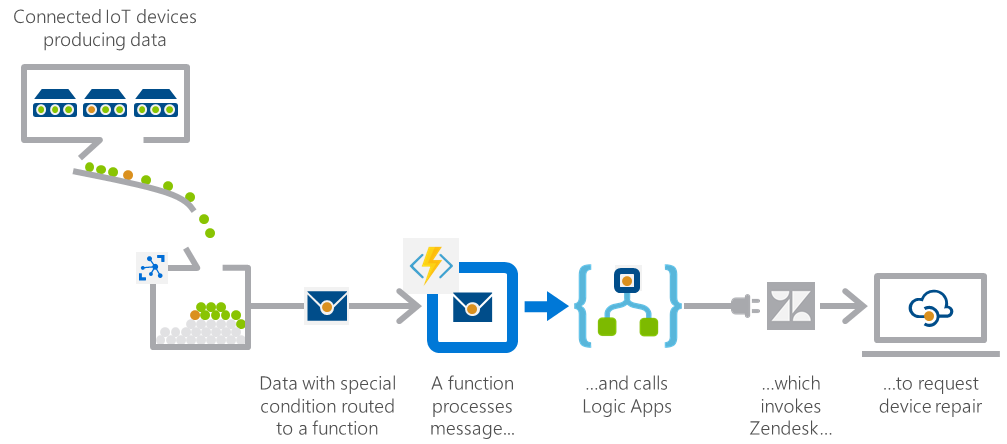 Connected IoT devices
producing data
Data with special
condition routed
to a function
A function
processes
message...
...and calls
Logic Apps
...which
invokes
Zendesk...
...to request
device repair